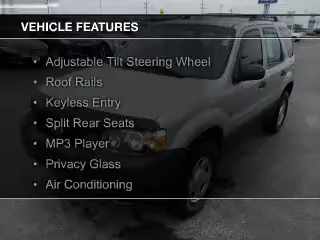 VEHICLE FEATURES
• Adjustable Tilt Steering Wheel
• Roof Rails
• Keyless Entry
• Split Rear Seats
• MP3 Player
• Privacy Glass
• Air Conditioning